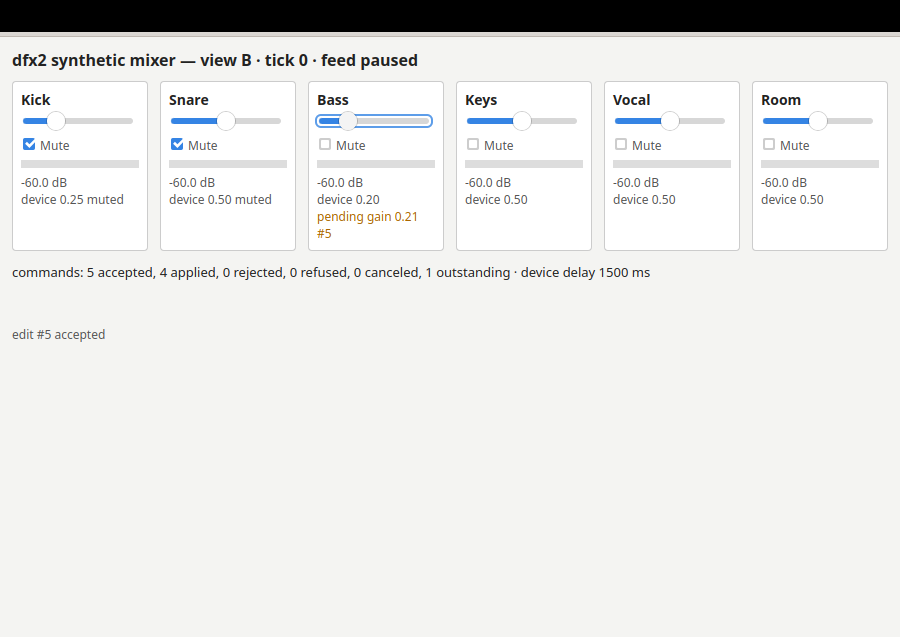 dfx2 synthetic mixer — view B · tick 0 · feed paused
Kick
Mute
-60.0 dB
device 0.25 muted
Snare
Mute
-60.0 dB
device 0.50 muted
Bass
Mute
-60.0 dB
device 0.20
pending gain 0.21
#5
Keys
Mute
-60.0 dB
device 0.50
Vocal
Mute
-60.0 dB
device 0.50
Room
Mute
-60.0 dB
device 0.50
commands: 5 accepted, 4 applied, 0 rejected, 0 refused, 0 canceled, 1 outstanding · device delay 1500 ms
edit #5 accepted